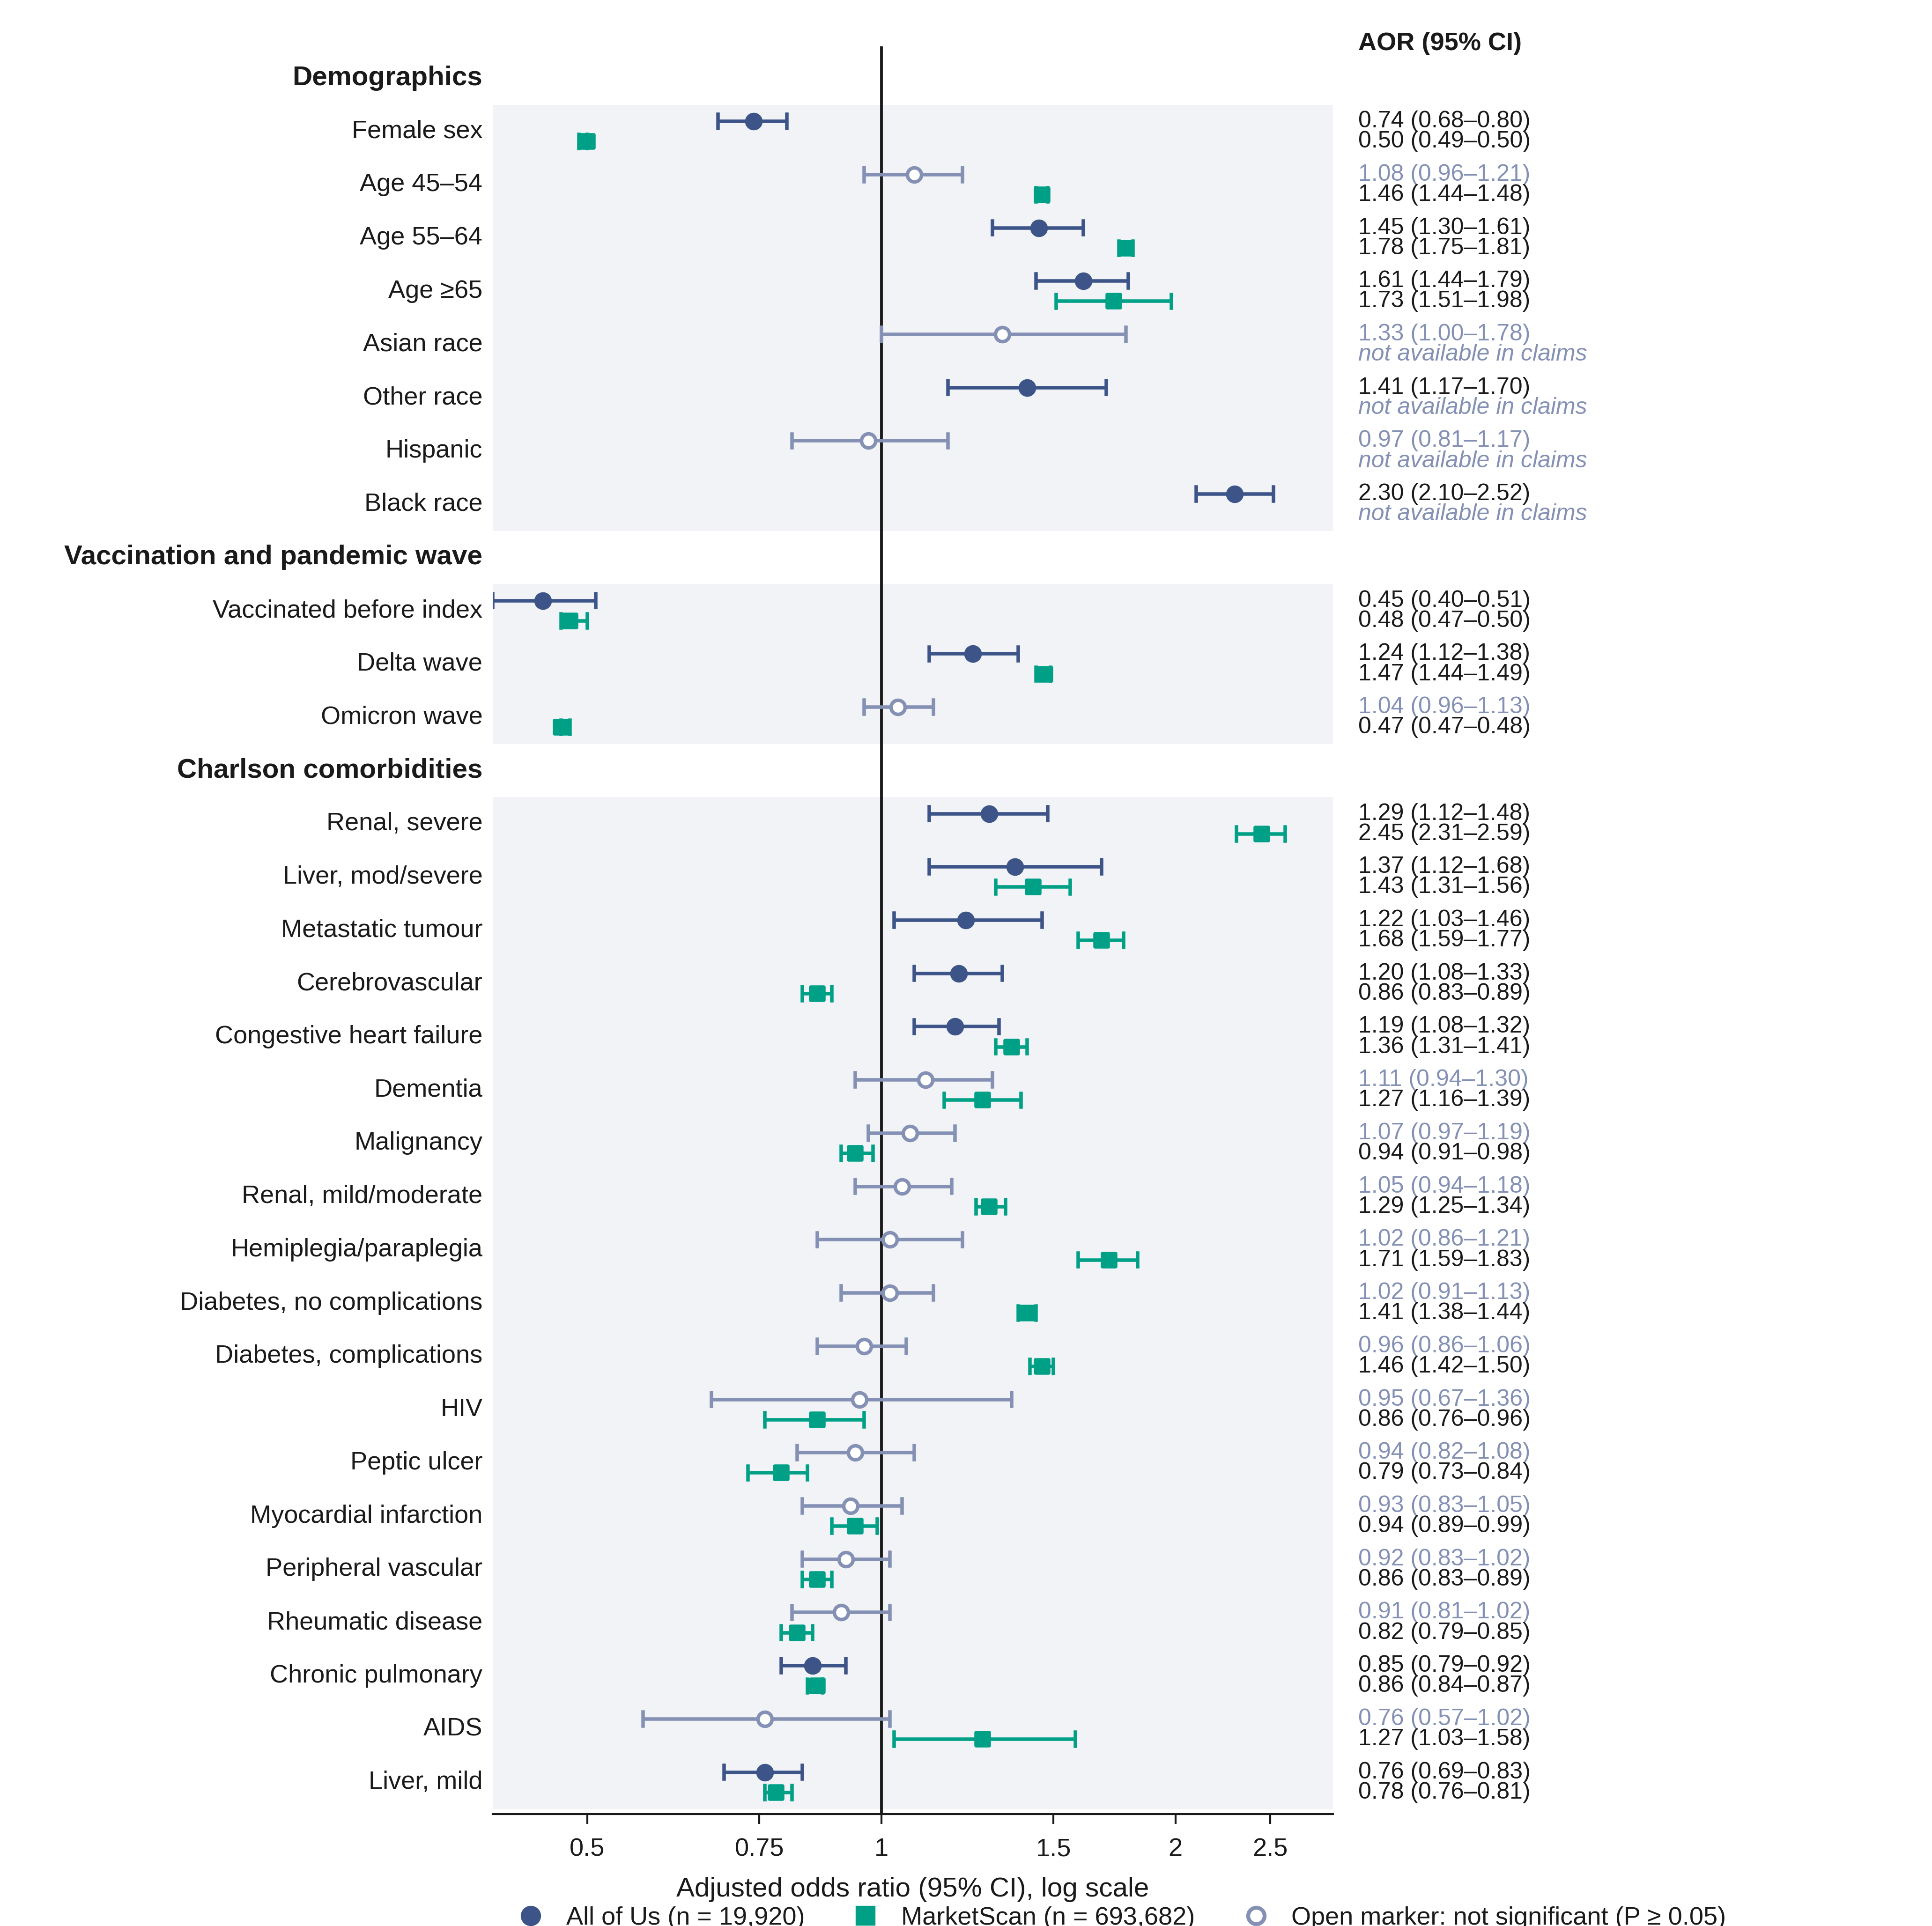 AOR (95% CI)
Demographics
Female sex
0.74 (0.68–0.80)
0.50 (0.49–0.50)
Age 45–54
1.08 (0.96–1.21)
1.46 (1.44–1.48)
Age 55–64
1.45 (1.30–1.61)
1.78 (1.75–1.81)
Age ≥65
1.61 (1.44–1.79)
1.73 (1.51–1.98)
Asian race
1.33 (1.00–1.78)
not available in claims
Other race
1.41 (1.17–1.70)
not available in claims
Hispanic
0.97 (0.81–1.17)
not available in claims
Black race
2.30 (2.10–2.52)
not available in claims
Vaccination and pandemic wave
Vaccinated before index
0.45 (0.40–0.51)
0.48 (0.47–0.50)
Delta wave
1.24 (1.12–1.38)
1.47 (1.44–1.49)
Omicron wave
1.04 (0.96–1.13)
0.47 (0.47–0.48)
Charlson comorbidities
Renal, severe
1.29 (1.12–1.48)
2.45 (2.31–2.59)
Liver, mod/severe
1.37 (1.12–1.68)
1.43 (1.31–1.56)
Metastatic tumour
1.22 (1.03–1.46)
1.68 (1.59–1.77)
Cerebrovascular
1.20 (1.08–1.33)
0.86 (0.83–0.89)
Congestive heart failure
1.19 (1.08–1.32)
1.36 (1.31–1.41)
Dementia
1.11 (0.94–1.30)
1.27 (1.16–1.39)
Malignancy
1.07 (0.97–1.19)
0.94 (0.91–0.98)
Renal, mild/moderate
1.05 (0.94–1.18)
1.29 (1.25–1.34)
Hemiplegia/paraplegia
1.02 (0.86–1.21)
1.71 (1.59–1.83)
Diabetes, no complications
1.02 (0.91–1.13)
1.41 (1.38–1.44)
Diabetes, complications
0.96 (0.86–1.06)
1.46 (1.42–1.50)
HIV
0.95 (0.67–1.36)
0.86 (0.76–0.96)
Peptic ulcer
0.94 (0.82–1.08)
0.79 (0.73–0.84)
Myocardial infarction
0.93 (0.83–1.05)
0.94 (0.89–0.99)
Peripheral vascular
0.92 (0.83–1.02)
0.86 (0.83–0.89)
Rheumatic disease
0.91 (0.81–1.02)
0.82 (0.79–0.85)
Chronic pulmonary
0.85 (0.79–0.92)
0.86 (0.84–0.87)
AIDS
0.76 (0.57–1.02)
1.27 (1.03–1.58)
Liver, mild
0.76 (0.69–0.83)
0.78 (0.76–0.81)
0.5 0.75 1 1.5 2 2.5
Adjusted odds ratio (95% CI), log scale
All of Us (n = 19,920) MarketScan (n = 693,682) Open marker: not significant (P ≥ 0.05)